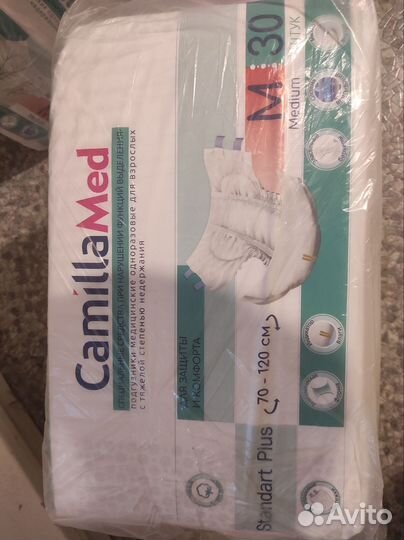 CamillaMed
СПЕЦИАЛЬНЫЕ СРЕДСТВА ПРИ НАРУШЕНИИ ФУНКЦИЙ ВЫДЕЛЕНИЯ:
подгузники медицинские одноразовые для взрослых
с тяжелой степенью недержания
M 30
Medium
ДЛЯ ЗАЩИТЫ
И КОМФОРТА
Standart Plus
70 - 120 см
Avito